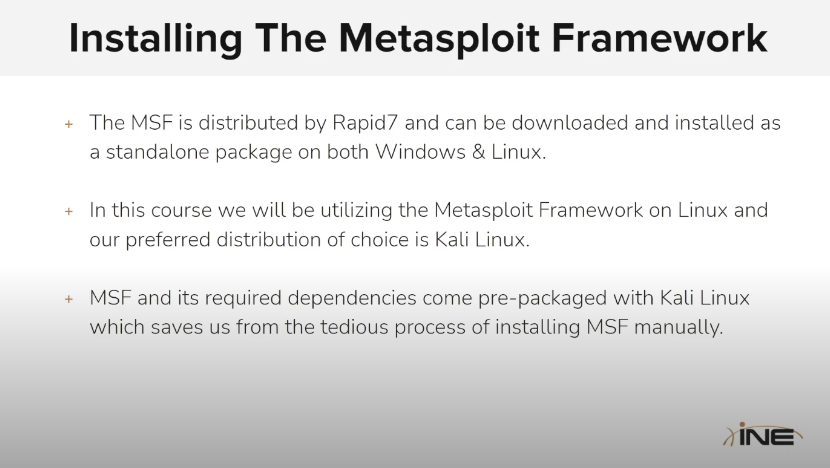 Installing The Metasploit Framework
+ The MSF is distributed by Rapid7 and can be downloaded and installed as
a standalone package on both Windows & Linux.
+ In this course we will be utilizing the Metasploit Framework on Linux and
our preferred distribution of choice is Kali Linux.
+ MSF and its required dependencies come pre-packaged with Kali Linux
which saves us from the tedious process of installing MSF manually.
iNE